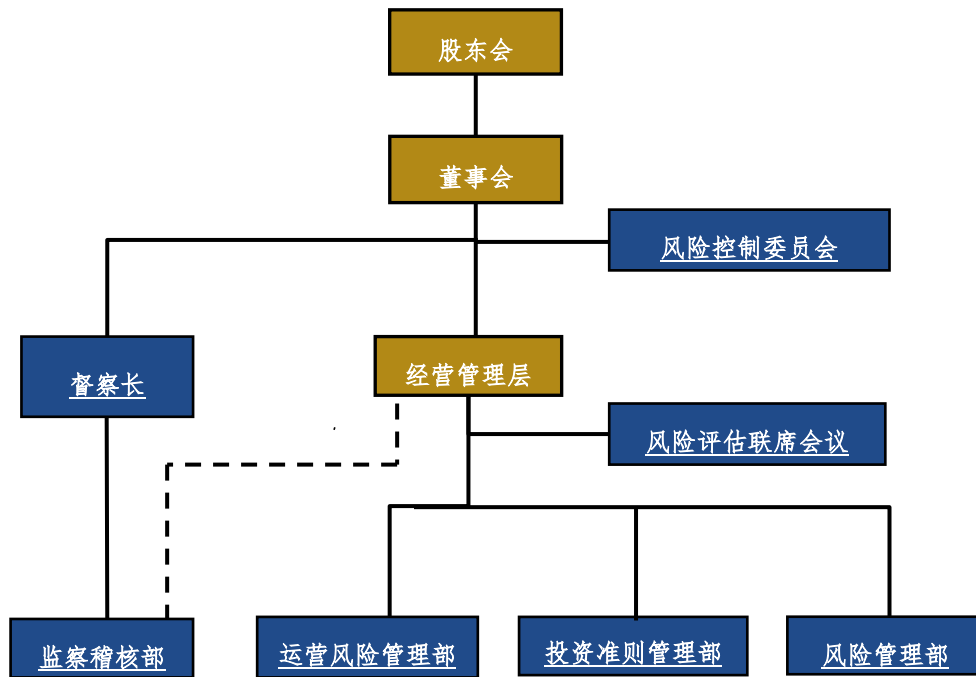 股东会
董事会
风险控制委员会
督察长
经营管理层
风险评估联席会议
监察稽核部
运营风险管理部
投资准则管理部
风险管理部